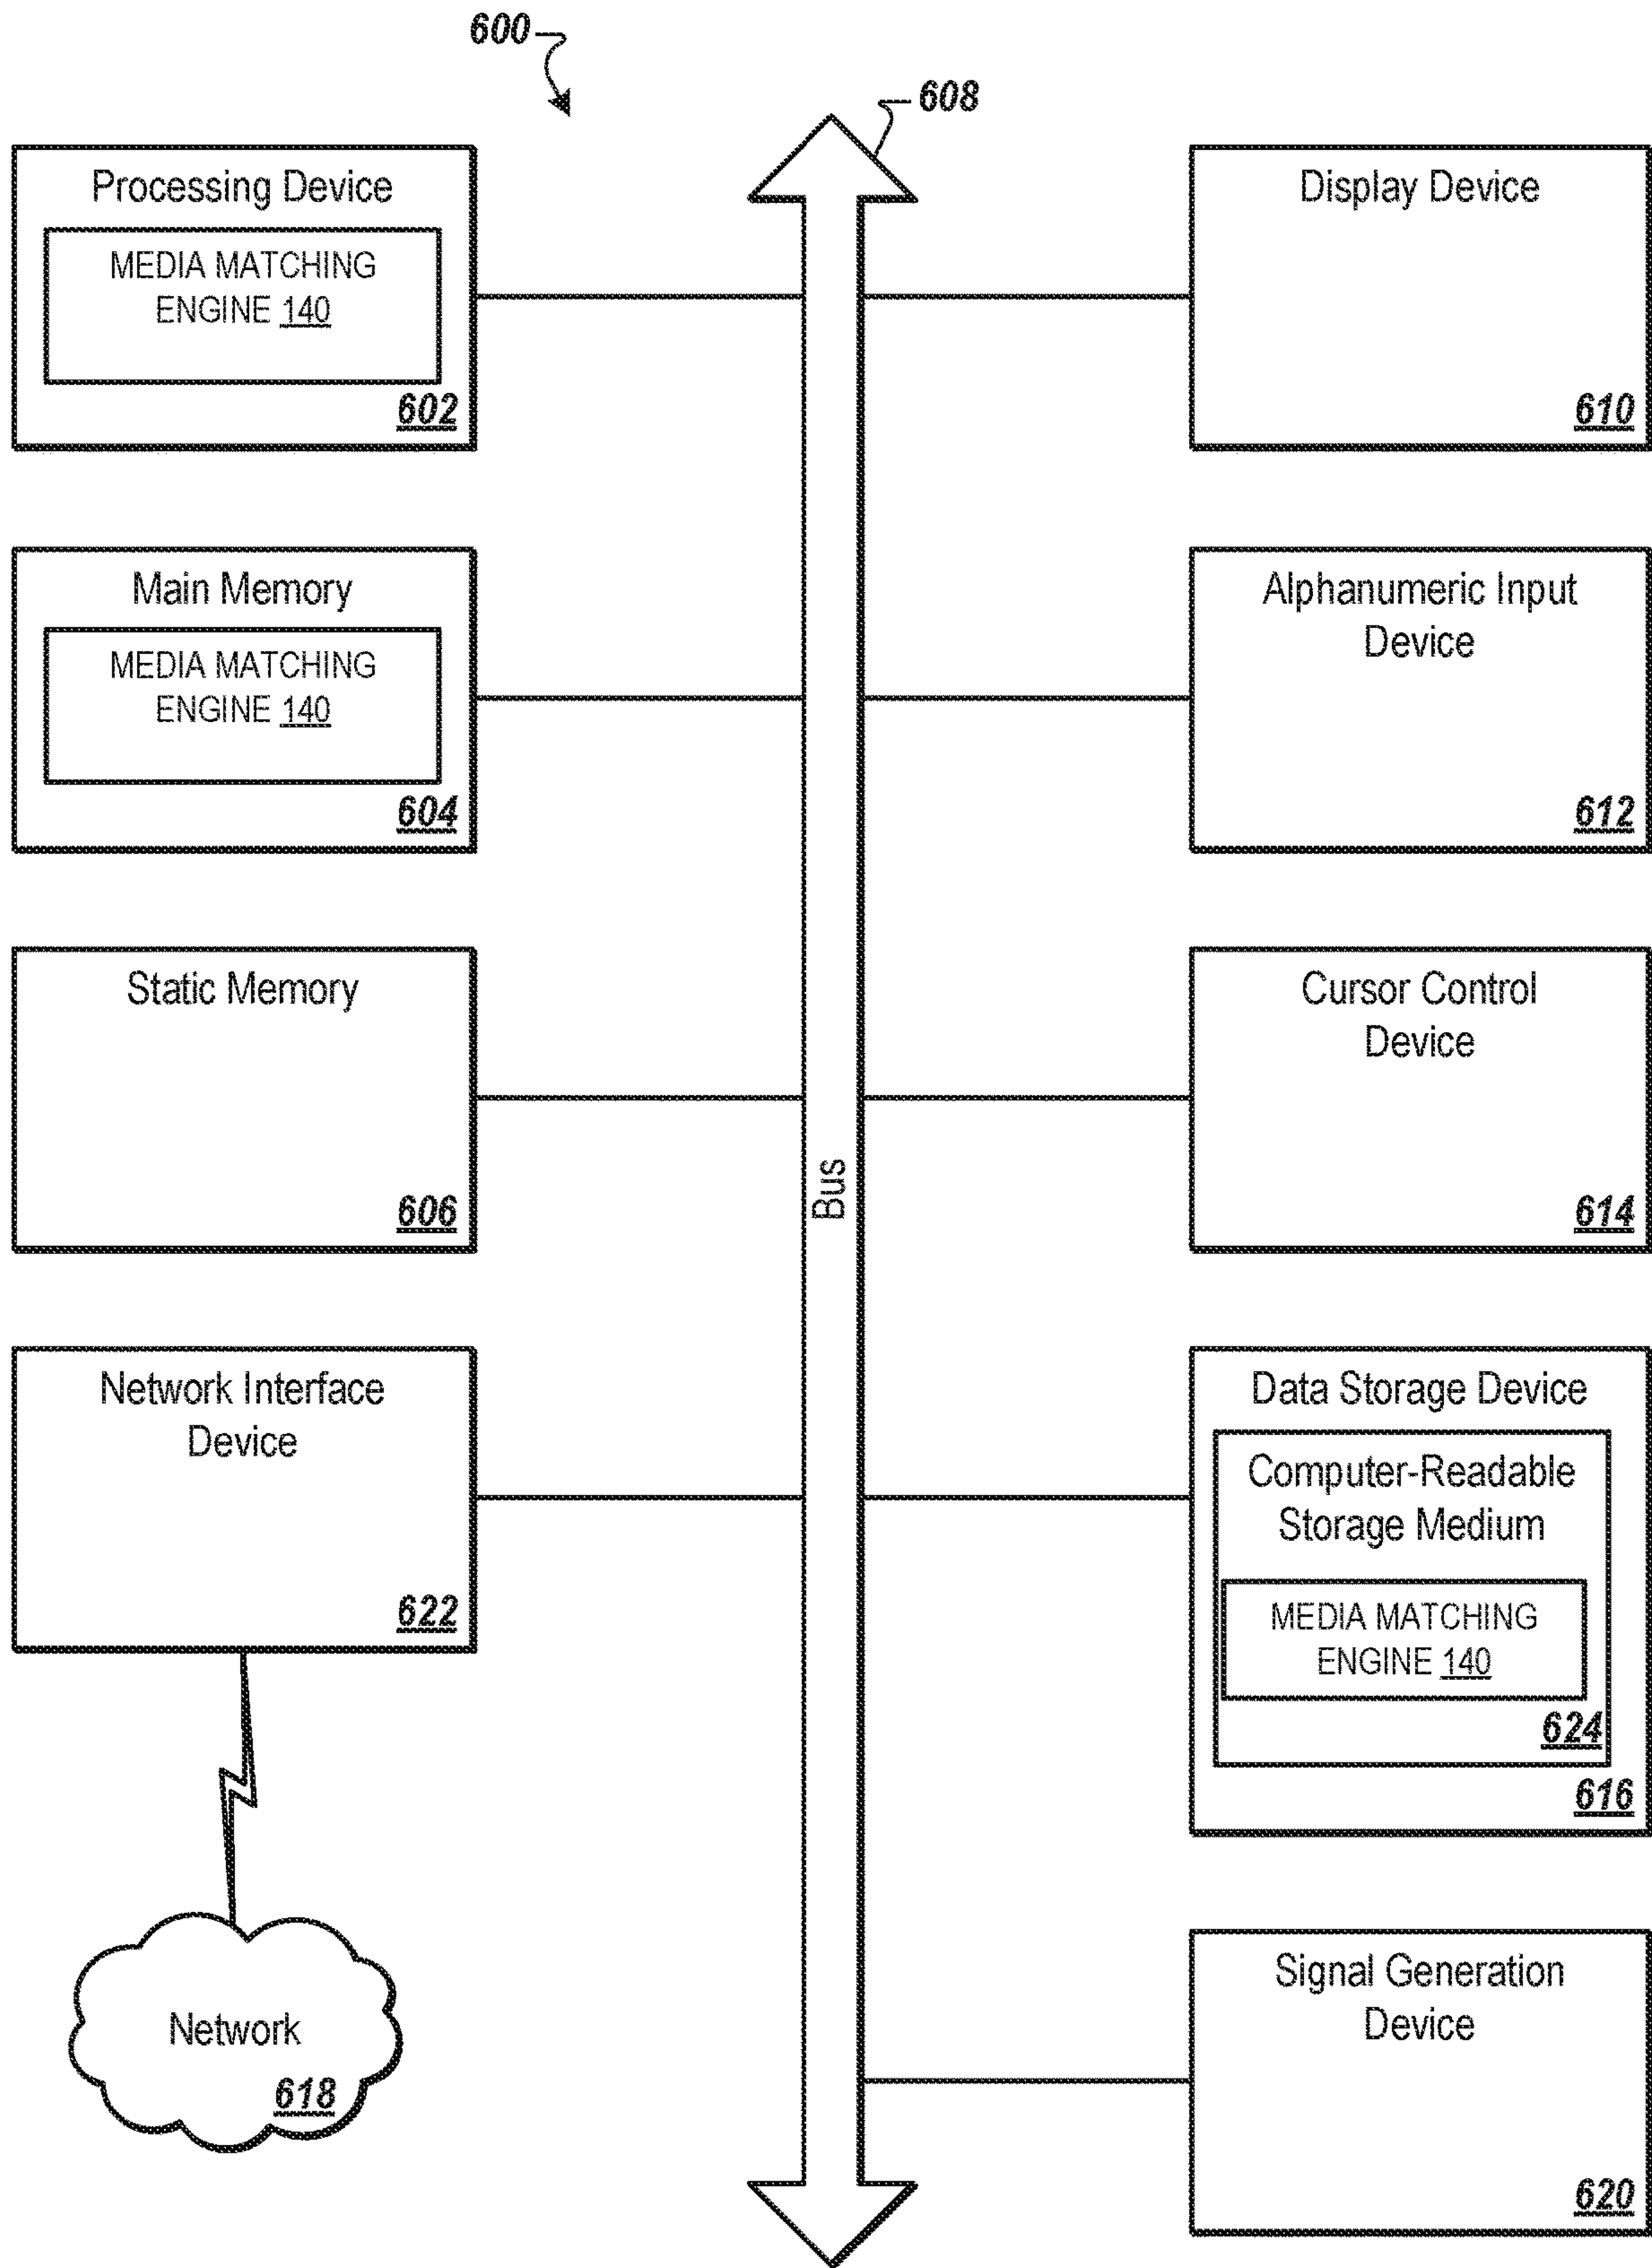 600
608
Processing Device
MEDIA MATCHING
ENGINE 140
602
Display Device
610
Main Memory
MEDIA MATCHING
ENGINE 140
604
Alphanumeric Input
Device
612
Static Memory
606
Cursor Control
Device
614
Bus
Network Interface
Device
622
Data Storage Device
Computer-Readable
Storage Medium
MEDIA MATCHING
ENGINE 140
624
616
Network
618
Signal Generation
Device
620